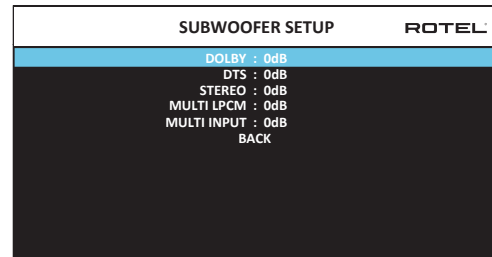 SUBWOOFER SETUP ROTEL
DOLBY : 0dB
DTS : 0dB
STEREO : 0dB
MULTI LPCM : 0dB
MULTI INPUT : 0dB
BACK